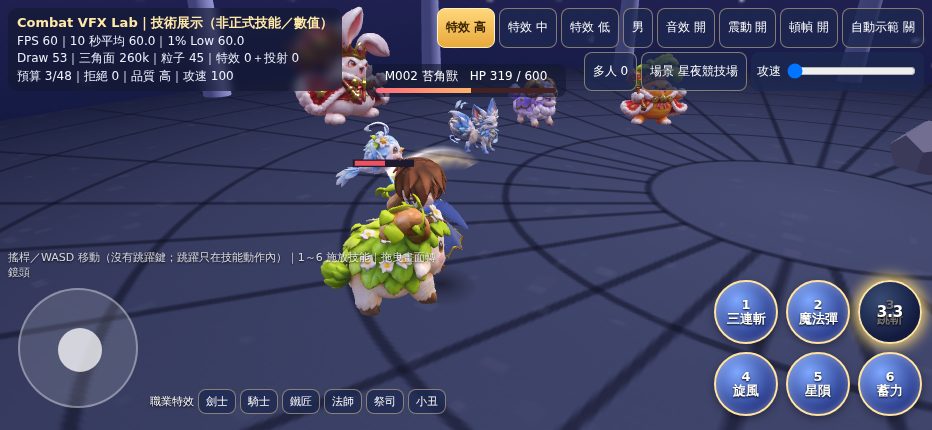 Combat VFX Lab｜技術展示（非正式技能／數值）
FPS 60｜10 秒平均 60.0｜1% Low 60.0
Draw 53｜三角面 260k｜粒子 45｜特效 0＋投射 0
預算 3/48｜拒絕 0｜品質 高｜攻速 100
特效 高
特效 中
特效 低
男
音效 開
震動 開
頓幀 開
自動示範 關
多人 0
場景 星夜競技場
攻速
M002 苔角獸 HP 319 / 600
搖桿／WASD 移動（沒有跳躍鍵；跳躍只在技能動作內）｜1～6 施放技能｜拖曳畫面轉
鏡頭
1
三連斬
2
魔法彈
3
3.3
跳斬
4
旋風
5
星隕
6
蓄力
職業特效
劍士
騎士
鐵匠
法師
祭司
小丑